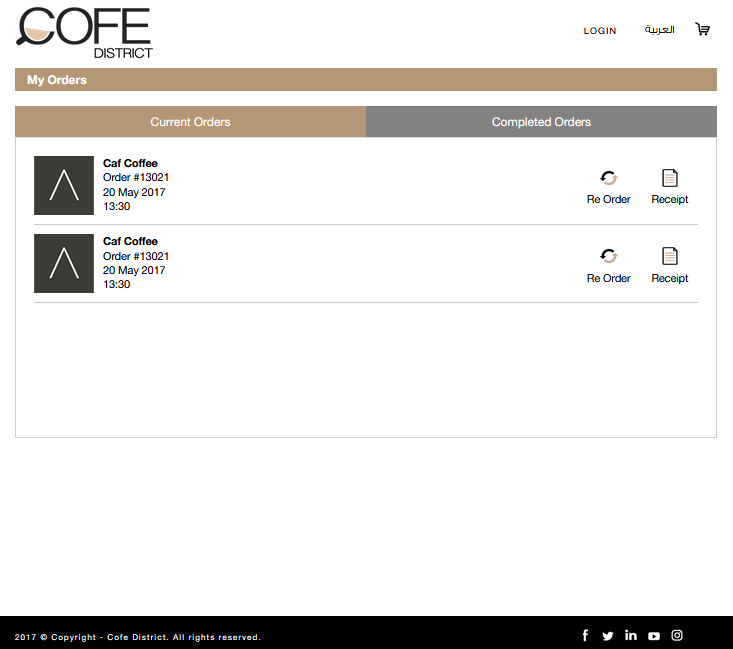 COFE
DISTRICT
LOGIN
العربية
My Orders
Current Orders
Completed Orders
Caf Coffee
Order #13021
20 May 2017
13:30
Re Order
Receipt
Caf Coffee
Order #13021
20 May 2017
13:30
Re Order
Receipt
2017 © Copyright - Cofe District. All rights reserved.